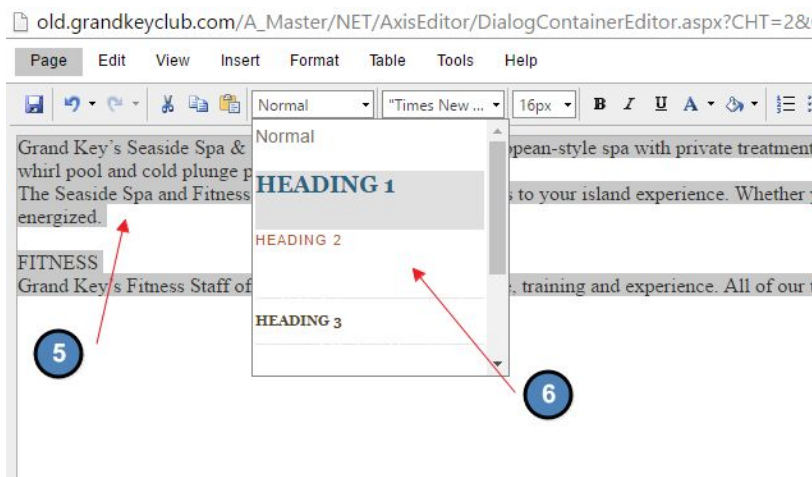 old.grandkeyclub.com/A_Master/NET/AxisEditor/DialogContainerEditor.aspx?CHT=2&
Page Edit View Insert Format Table Tools Help
Normal "Times New ... 16px B I U A
Normal
HEADING 1
HEADING 2
HEADING 3
Grand Key's Seaside Spa & opean-style spa with private treatment
whirl pool and cold plunge p
The Seaside Spa and Fitness s to your island experience. Whether
energized.
FITNESS
Grand Key's Fitness Staff of , training and experience. All of our
5
6